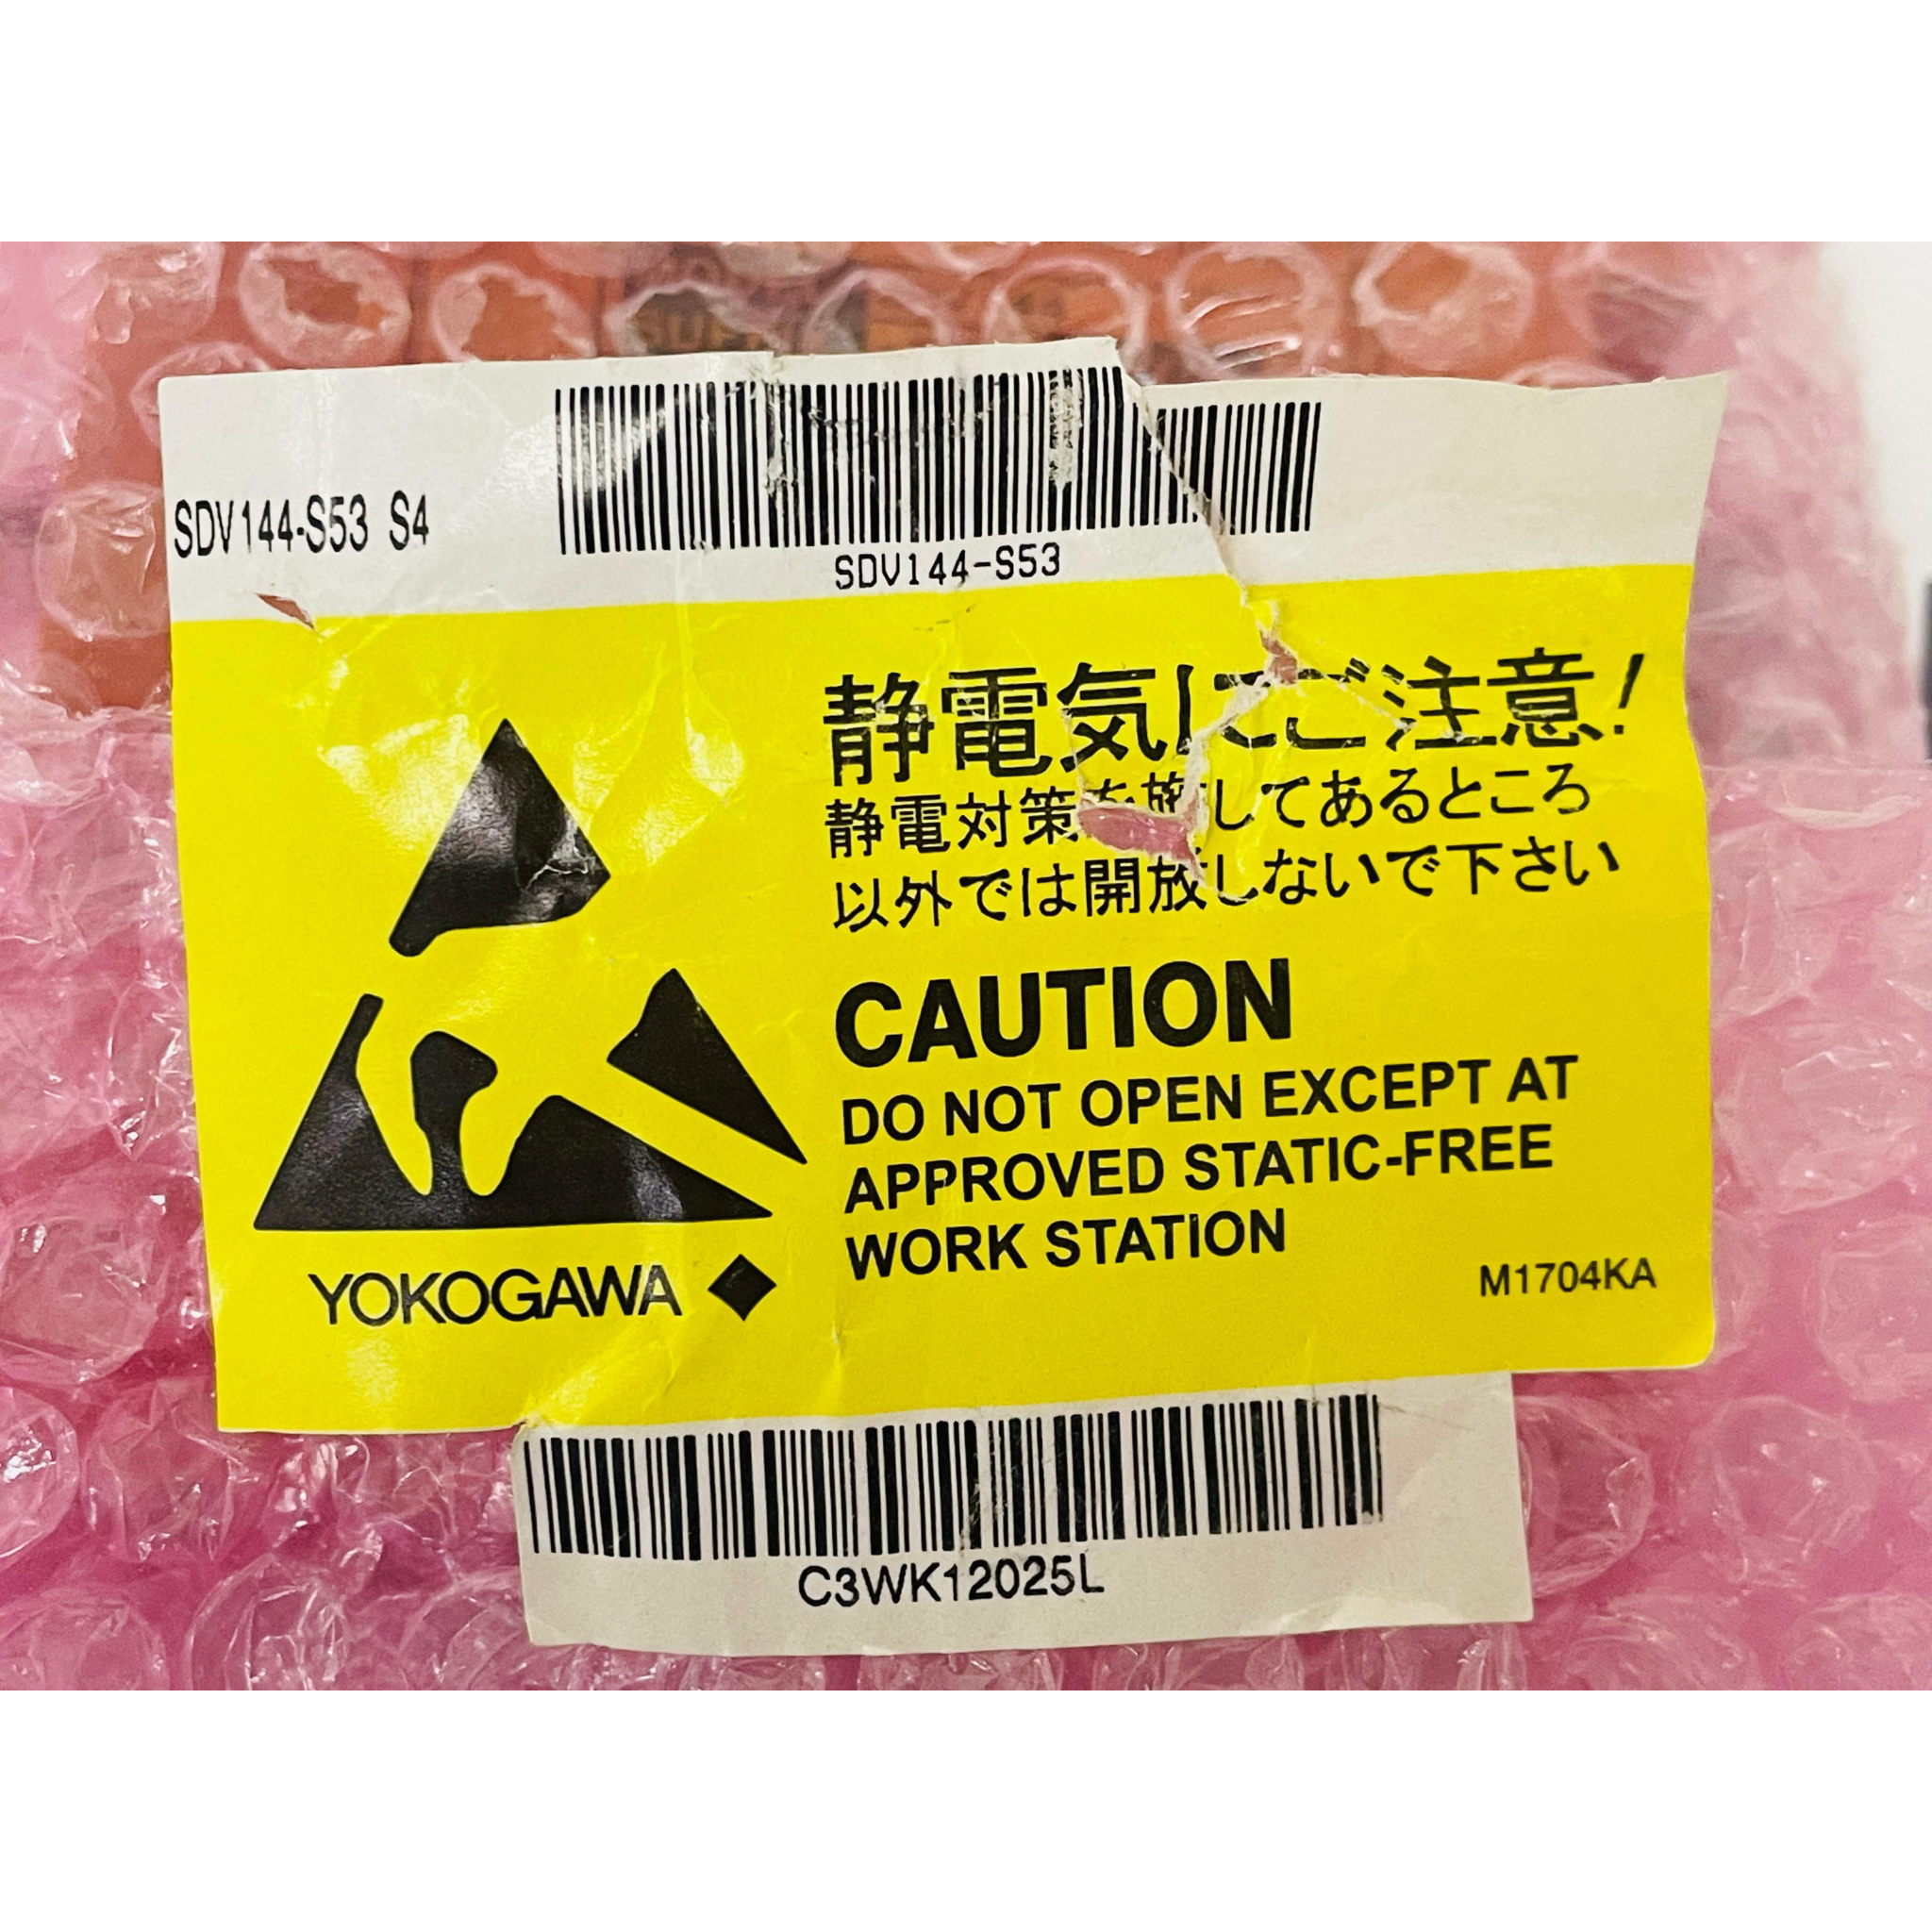 SDV144-S53 S4
SDV144-S53
静電気にご注意!
静電対策を施してあるところ
以外では開放しないで下さい
CAUTION
DO NOT OPEN EXCEPT AT
APPROVED STATIC-FREE
WORK STATION
YOKOGAWA
M1704KA
C3WK12025L